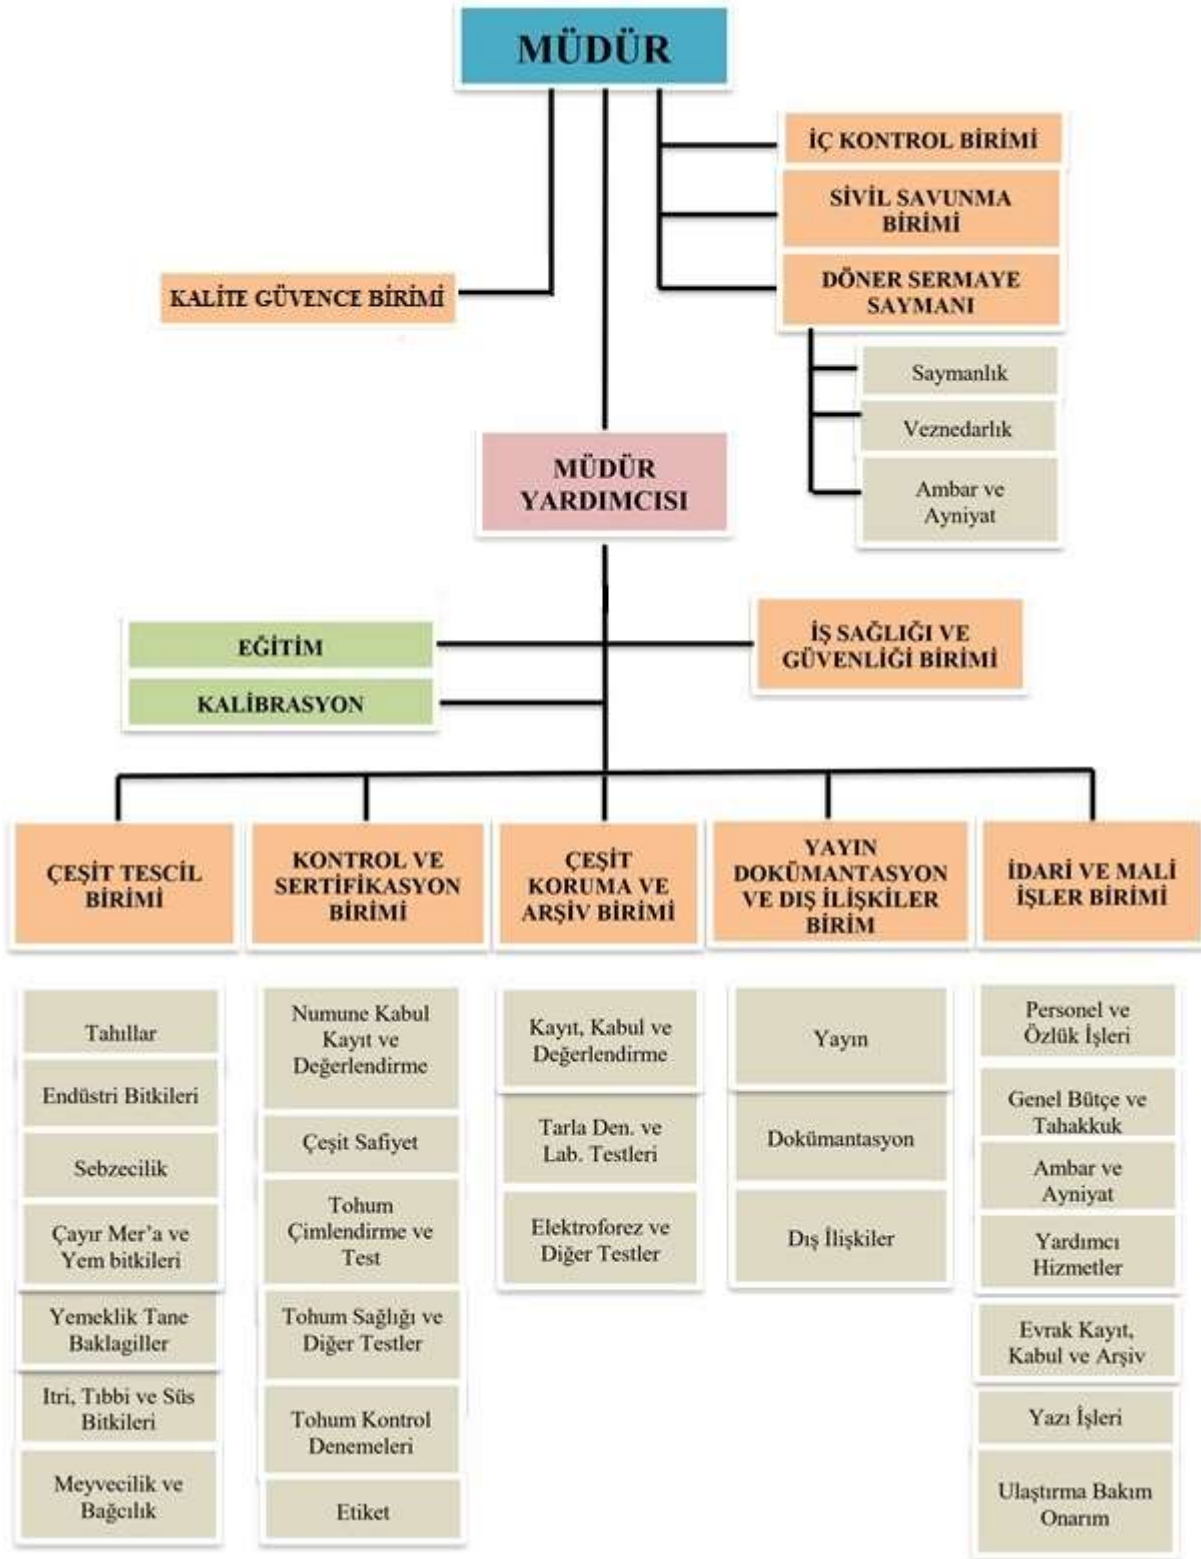 MÜDÜR
İÇ KONTROL BİRİMİ
SİVİL SAVUNMA
BİRİMİ
DÖNER SERMAYE
SAYMANI
KALİTE GÜVENCE BİRİMİ
Saymanlık
Veznedarlık
Ambar ve
Ayniyat
MÜDÜR
YARDIMCISI
EĞİTİM
KALİBRASYON
İŞ SAĞLIĞI VE
GÜVENLİĞİ BİRİMİ
ÇEŞİT TESCİL
BİRİMİ
Tahıllar
Endüstri Bitkileri
Sebzecilik
Çayır Mer'a ve
Yem bitkileri
Yemeklik Tane
Baklagiller
Itri, Tıbbi ve Süs
Bitkileri
Meyvecilik ve
Bağcılık
KONTROL VE
SERTİFİKASYON
BİRİMİ
Numune Kabul
Kayıt ve
Değerlendirme
Çeşit Safiyet
Tohum
Çimlendirme ve
Test
Tohum Sağlığı ve
Diğer Testler
Tohum Kontrol
Denemeleri
Etiket
ÇEŞİT
KORUMA VE
ARŞİV BİRİMİ
Kayıt, Kabul ve
Değerlendirme
Tarla Den. ve
Lab. Testleri
Elektroforez ve
Diğer Testler
YAYIN
DOKÜMANTASYON
VE DIŞ İLİŞKİLER
BİRİM
Yayın
Dokümantasyon
Dış İlişkiler
İDARİ VE MALİ
İŞLER BİRİMİ
Personel ve
Özlük İşleri
Genel Bütçe ve
Tahakkuk
Ambar ve
Ayniyat
Yardımcı
Hizmetler
Evrak Kayıt,
Kabul ve Arşiv
Yazı İşleri
Ulaştırma Bakım
Onarım